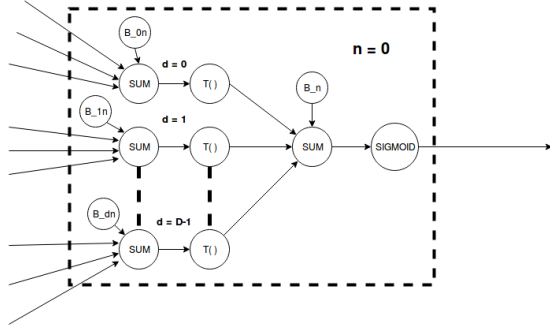 B_0n
n = 0
d = 0
SUM
T( )
B_n
B_1n
d = 1
SUM
T( )
SUM
SIGMOID
B_dn
d = D-1
SUM
T( )